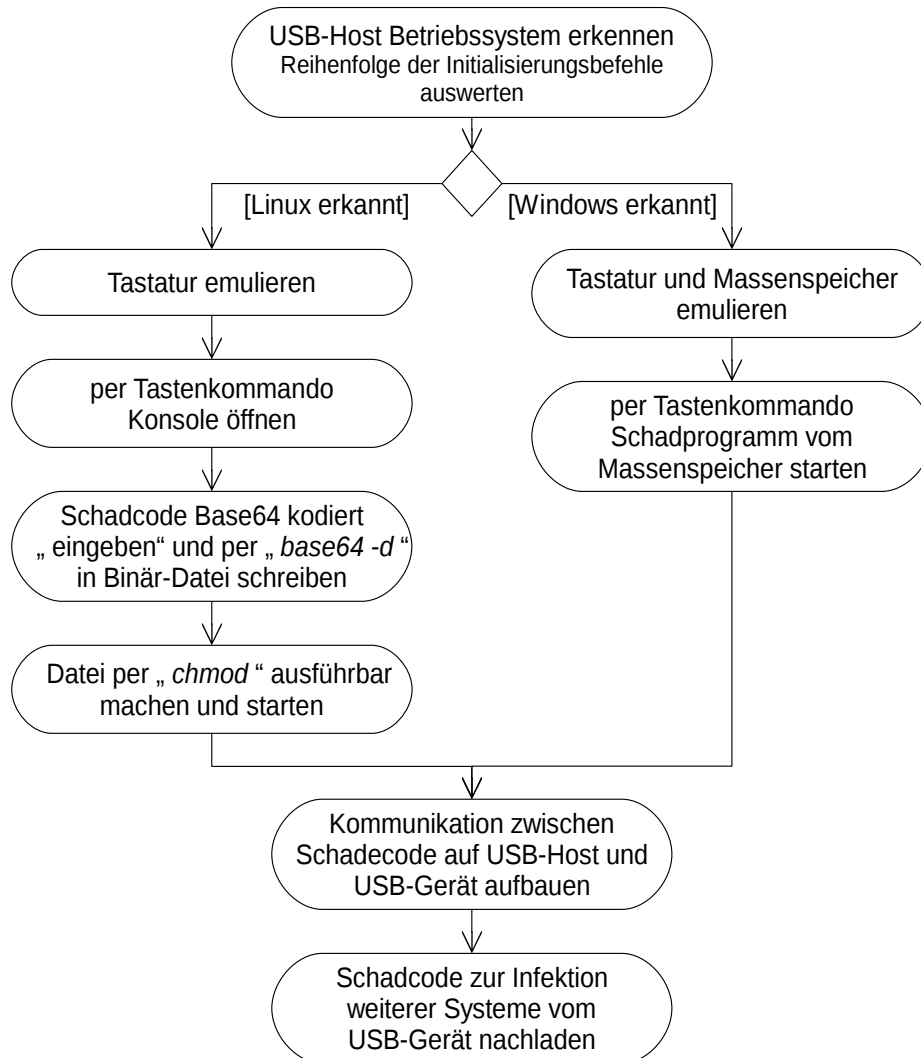 USB-Host Betriebssystem erkennen
Reihenfolge der Initialisierungsbefehle
auswerten
[Linux erkannt]
[Windows erkannt]
Tastatur emulieren
Tastatur und Massenspeicher
emulieren
per Tastenkommando
Konsole öffnen
per Tastenkommando
Schadprogramm vom
Massenspeicher starten
Schadcode Base64 kodiert
„ eingeben“ und per „ base64 -d “
in Binär-Datei schreiben
Datei per „ chmod “ ausführbar
machen und starten
Kommunikation zwischen
Schadecode auf USB-Host und
USB-Gerät aufbauen
Schadcode zur Infektion
weiterer Systeme vom
USB-Gerät nachladen